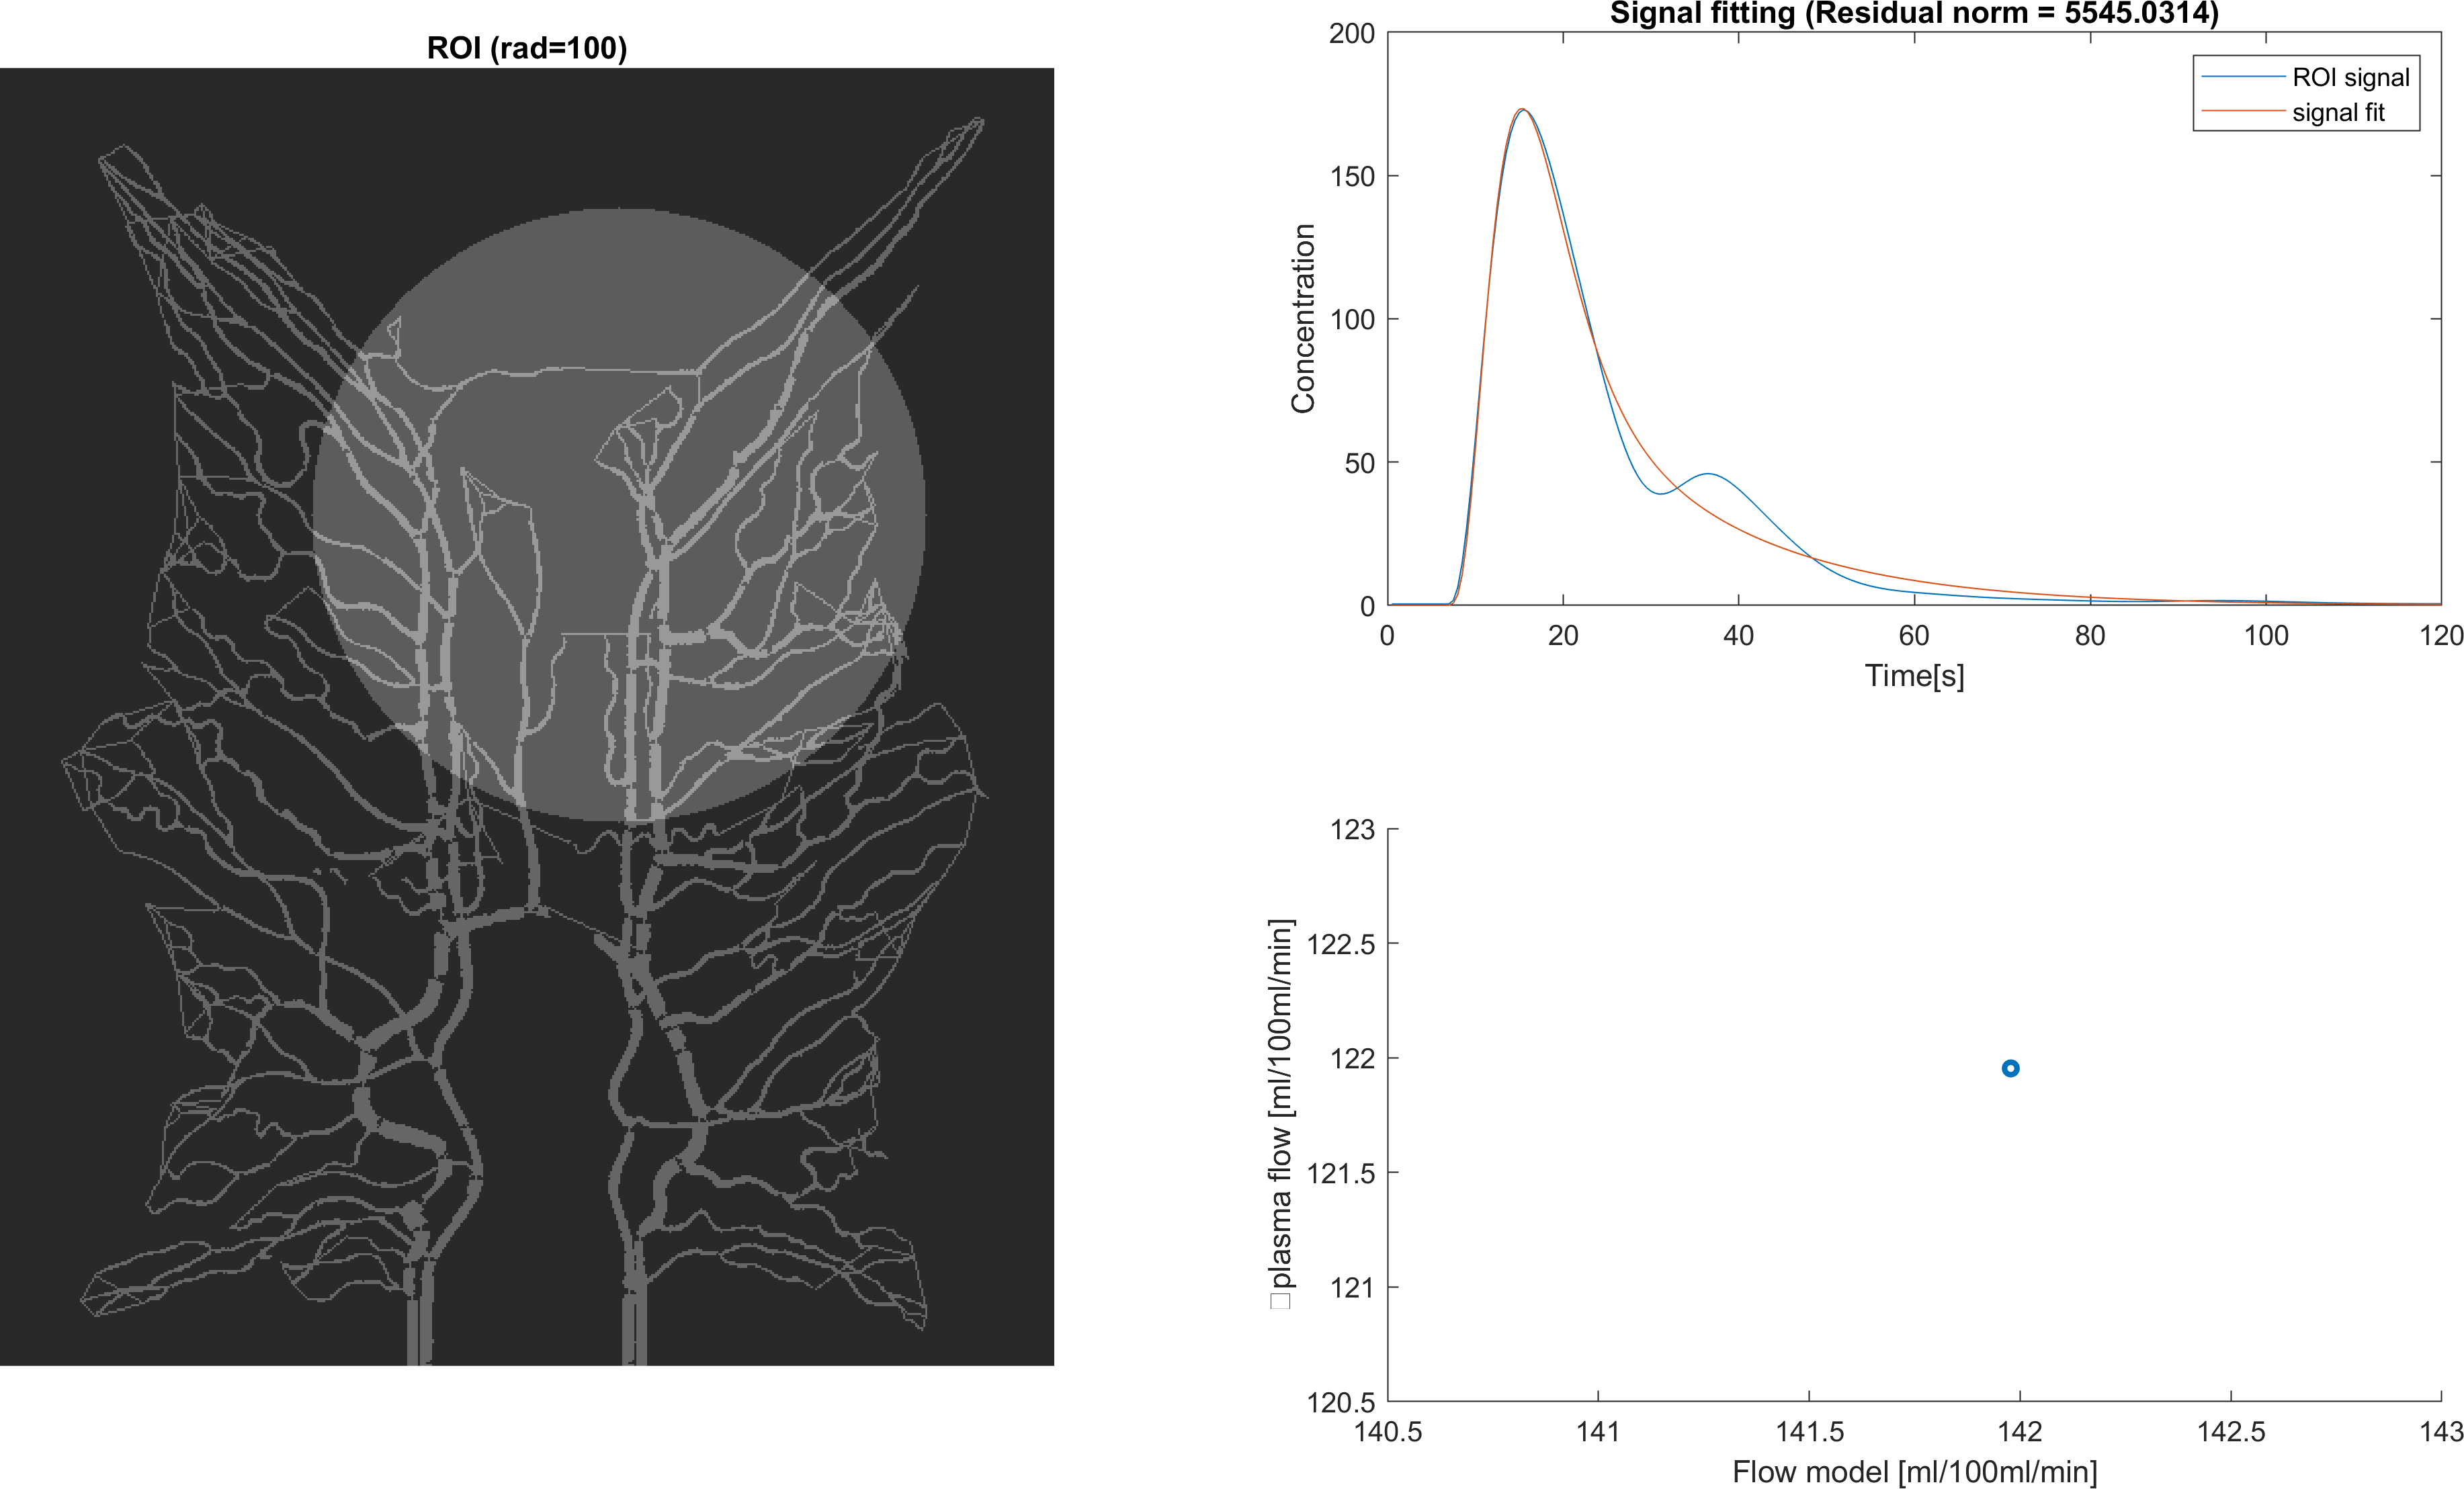 ROI (rad=100)
Signal fitting (Residual norm = 5545.0314)
200
150
100
50
0
Concentration
ROI signal
signal fit
0 20 40 60 80 100 120
Time[s]
123
122.5
122
121.5
121
120.5
plasma flow [ml/100ml/min]
140.5 141 141.5 142 142.5 143
Flow model [ml/100ml/min]